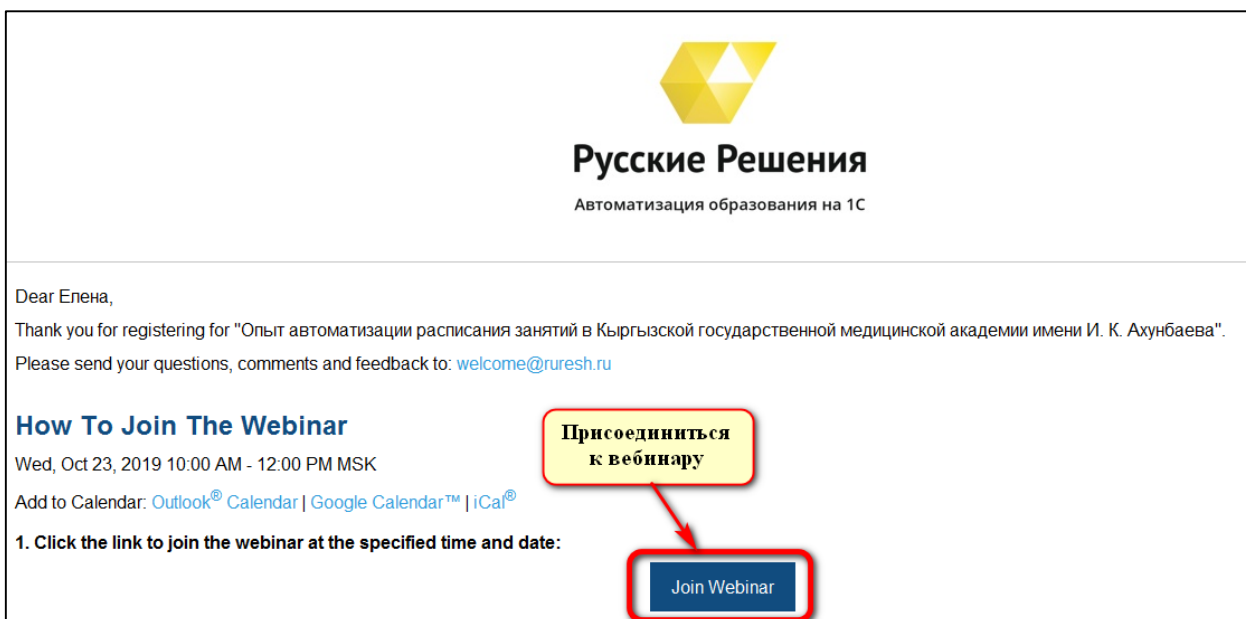 Русские Решения
Автоматизация образования на 1С
Dear Елена,
Thank you for registering for "Опыт автоматизации расписания занятий в Кыргызской государственной медицинской академии имени И. К. Ахунбаева".
Please send your questions, comments and feedback to: welcome@ruresh.ru
How To Join The Webinar
Присоединиться
к вебинару
Wed, Oct 23, 2019 10:00 AM - 12:00 PM MSK
Add to Calendar: Outlook® Calendar | Google Calendar™ | iCal®
1. Click the link to join the webinar at the specified time and date:
Join Webinar